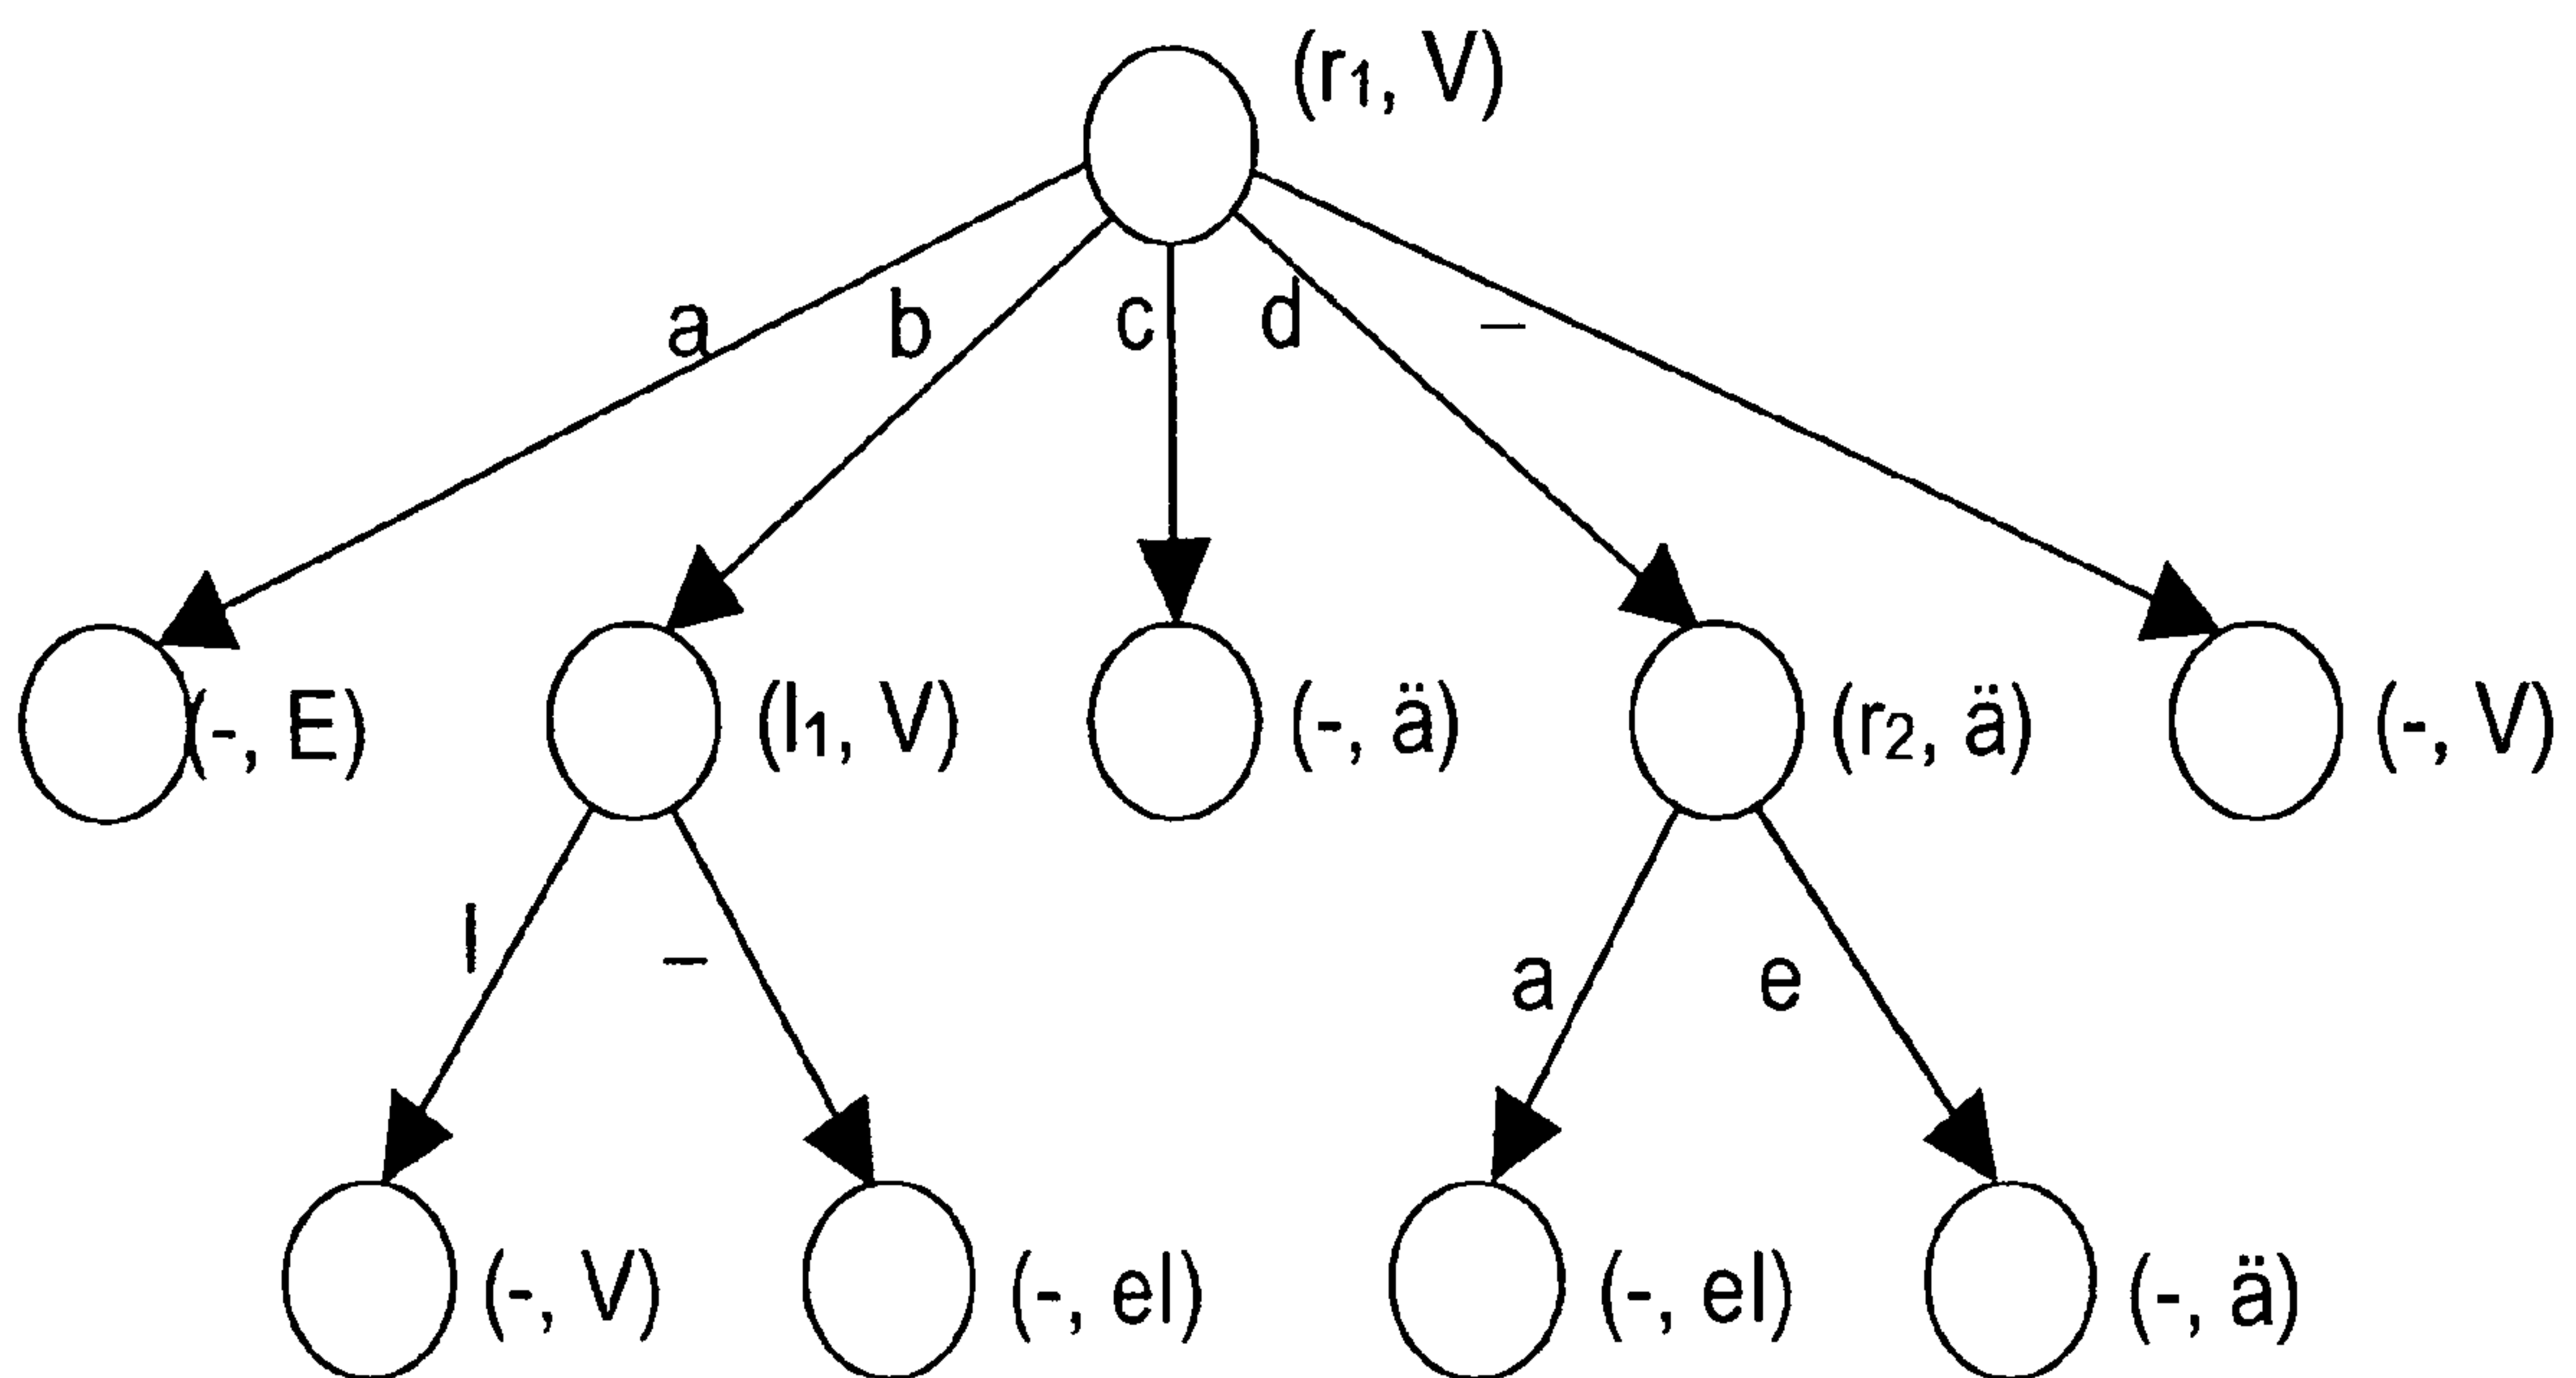 (r₁, V)
a b c d –
(-, E) (l₁, V) (-, ä) (r₂, ä) (-, V)
l – a e
(-, V) (-, el) (-, el) (-, ä)